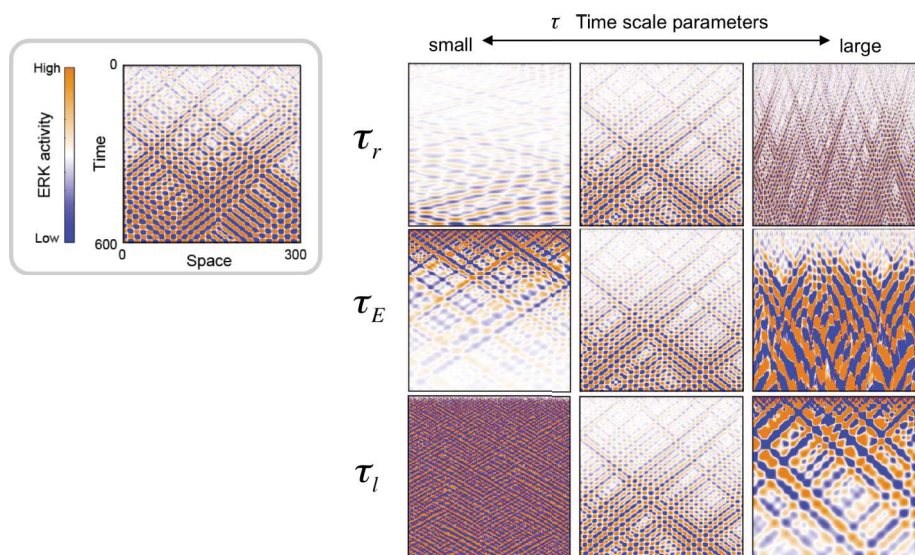 τ Time scale parameters
small
large
High
ERK activity
Low
Time
0
600
0
300
Space
τr
τE
τl